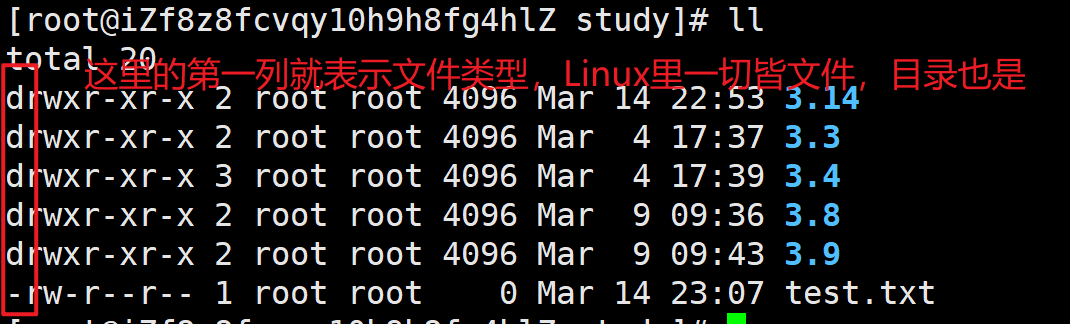 [root@iZf8z8fcvqy10h9h8fg4hlZ study]# ll
total 20
这里的第一列就表示文件类型，Linux里一切皆文件，目录也是
drwxr-xr-x 2 root root 4096 Mar 14 22:53 3.14
drwxr-xr-x 2 root root 4096 Mar  4 17:37 3.3
drwxr-xr-x 3 root root 4096 Mar  4 17:39 3.4
drwxr-xr-x 2 root root 4096 Mar  9 09:36 3.8
drwxr-xr-x 2 root root 4096 Mar  9 09:43 3.9
-rw-r--r-- 1 root root    0 Mar 14 23:07 test.txt